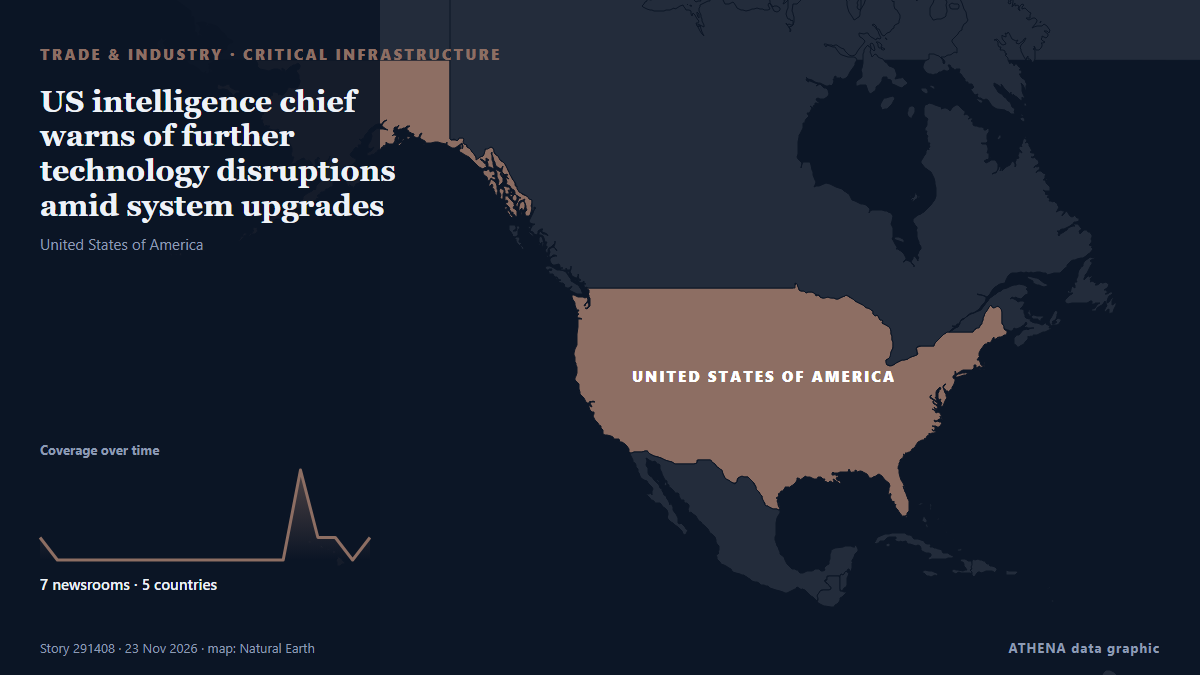 TRADE & INDUSTRY · CRITICAL INFRASTRUCTURE
US intelligence chief
warns of further
technology disruptions
amid system upgrades
United States of America
UNITED STATES OF AMERICA
Coverage over time
7 newsrooms · 5 countries
Story 291408 · 23 Nov 2026 · map: Natural Earth
ATHENA data graphic